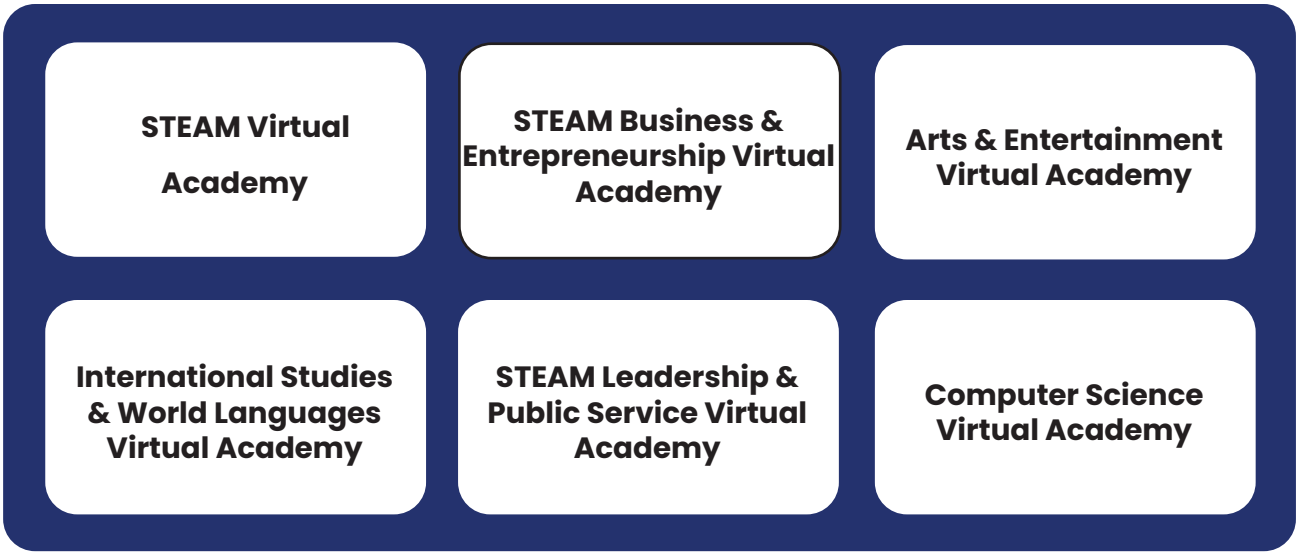 STEAM Virtual
Academy
STEAM Business &
Entrepreneurship Virtual
Academy
Arts & Entertainment
Virtual Academy
International Studies
& World Languages
Virtual Academy
STEAM Leadership &
Public Service Virtual
Academy
Computer Science
Virtual Academy